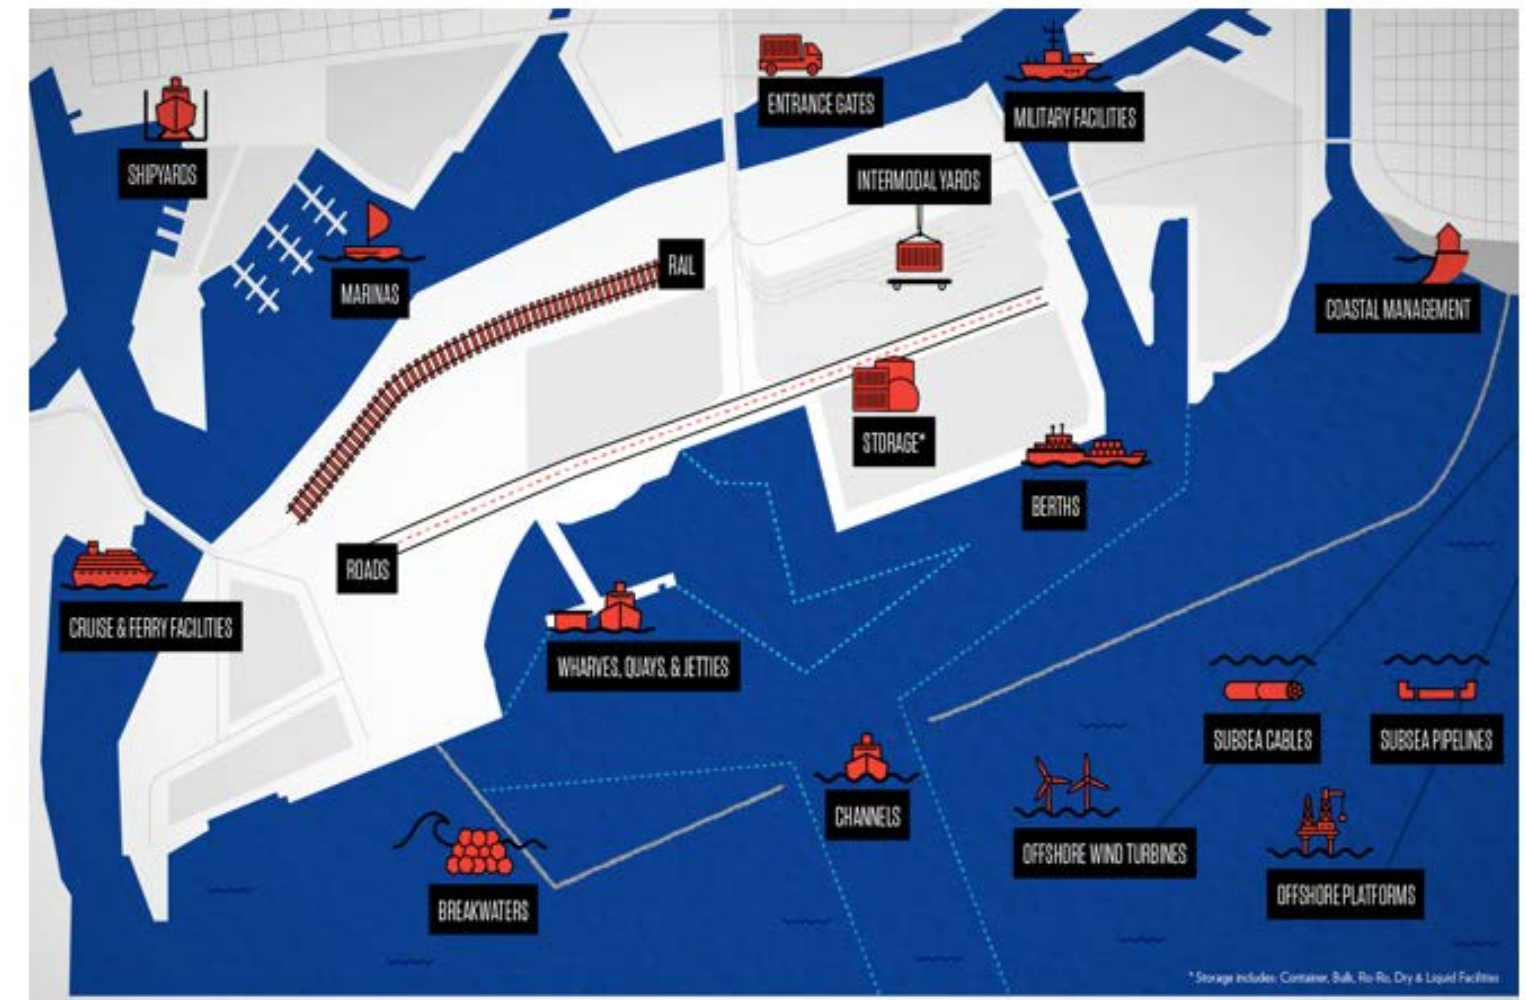 ENTRANCE GATES
MILITARY FACILITIES
SHIPYARDS
INTERMODAL YARDS
RAIL
MARINAS
COASTAL MANAGEMENT
STORAGE*
BERTHS
ROADS
CRUISE & FERRY FACILITIES
WHARVES, QUAYS, & JETTIES
SUBSEA CABLES
SUBSEA PIPELINES
CHANNELS
OFFSHORE WIND TURBINES
OFFSHORE PLATFORMS
BREAKWATERS
* Storage includes: Container, Bulk, Ro-Ro, Dry & Liquid Facilities